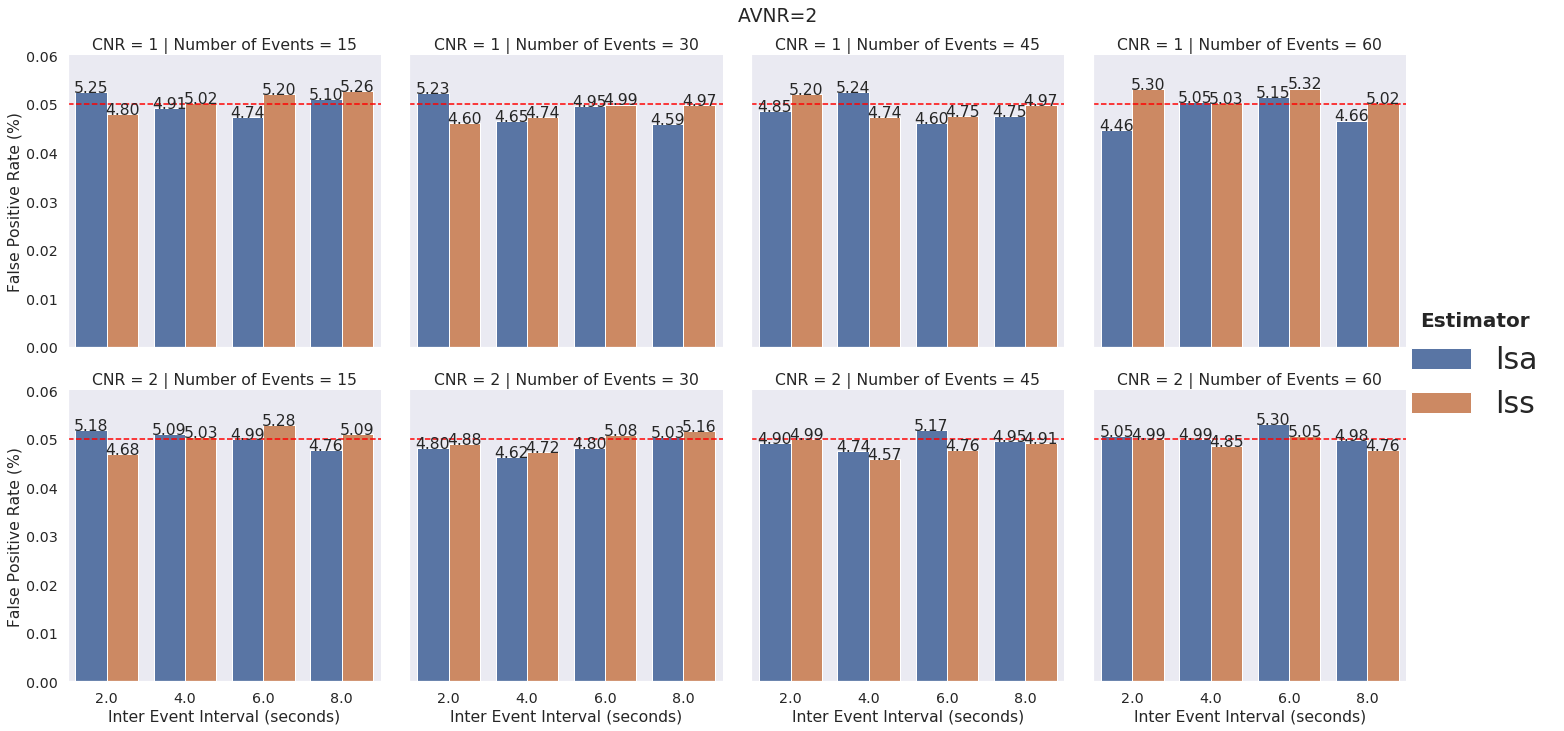 AVNR=2
CNR = 1 | Number of Events = 15
CNR = 1 | Number of Events = 30
CNR = 1 | Number of Events = 45
CNR = 1 | Number of Events = 60
False Positive Rate (%)
0.06
0.05
0.04
0.03
0.02
0.01
0.00
5.25 4.80 4.91 5.02 4.74 5.20 5.10 5.26
5.23 4.60 4.65 4.74 4.95 4.99 4.59 4.97
4.85 5.20 5.24 4.74 4.60 4.75 4.75 4.97
4.46 5.30 5.05 5.03 5.15 5.32 4.66 5.02
CNR = 2 | Number of Events = 15
CNR = 2 | Number of Events = 30
CNR = 2 | Number of Events = 45
CNR = 2 | Number of Events = 60
False Positive Rate (%)
0.06
0.05
0.04
0.03
0.02
0.01
0.00
5.18 4.68 5.09 5.03 4.99 5.28 4.76 5.09
4.80 4.88 4.62 4.72 4.80 5.08 5.03 5.16
4.90 4.99 4.74 4.57 5.17 4.76 4.95 4.91
5.05 4.99 4.99 4.85 5.30 5.05 4.98 4.76
2.0 4.0 6.0 8.0
2.0 4.0 6.0 8.0
2.0 4.0 6.0 8.0
2.0 4.0 6.0 8.0
Inter Event Interval (seconds)
Inter Event Interval (seconds)
Inter Event Interval (seconds)
Inter Event Interval (seconds)
Estimator
lsa
lss